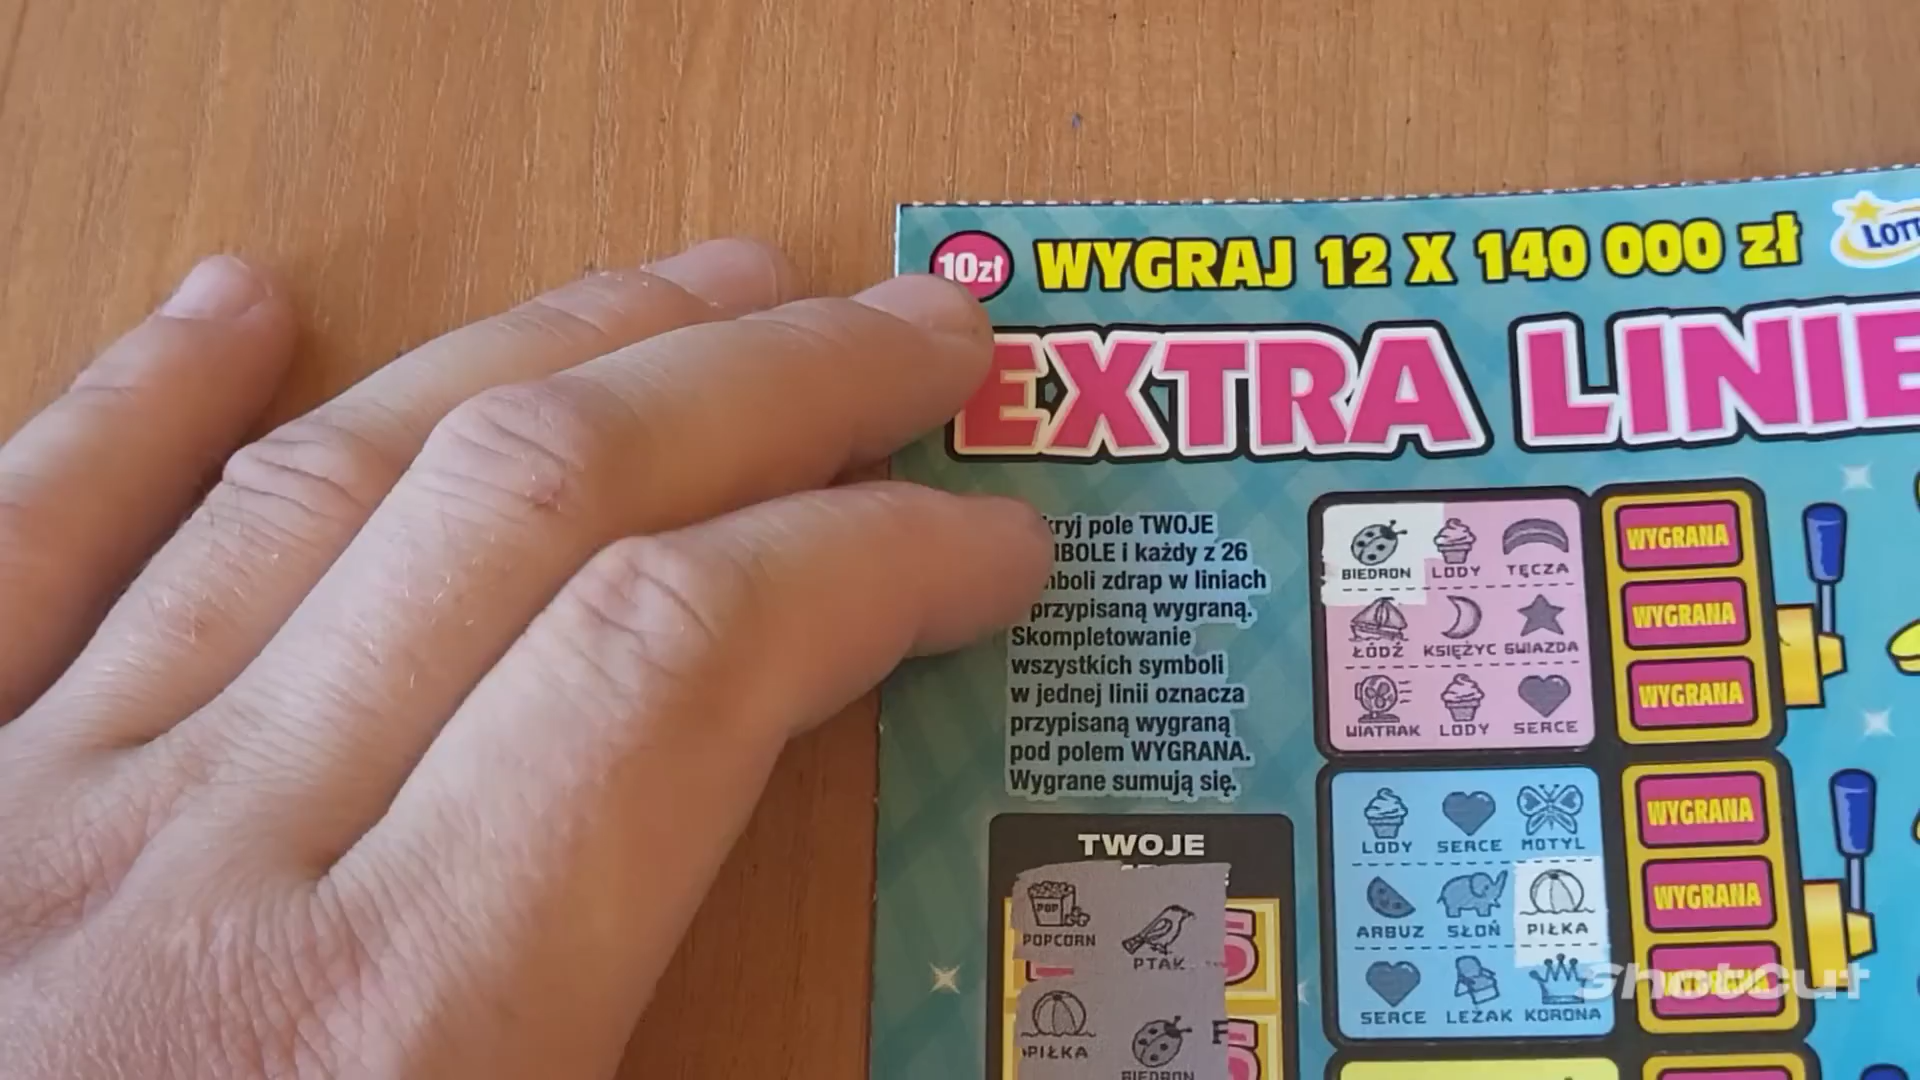 10zł WYGRAJ 12 X 140 000 zł
EXTRA LINIE
kryj pole TWOJE
i każdy z 26
zdrap w liniach
przypisaną wygraną.
Skompletowanie
wszystkich symboli
w jednej linii oznacza
przypisaną wygraną
pod polem WYGRANA.
Wygrane sumują się.
BIEDRON LODY TĘCZA
WYGRANA
ŁÓDŹ KSIĘŻYC GWIAZDA
WYGRANA
WIATRAK LODY SERCE
WYGRANA
LODY SERCE MOTYL
WYGRANA
ARBUZ SŁOŃ PIŁKA
WYGRANA
SERCE LEŻAK KORONA
WYGRANA
TWOJE
POP
POPCORN
PTAK
PIŁKA
BIEDRON
ShotCut